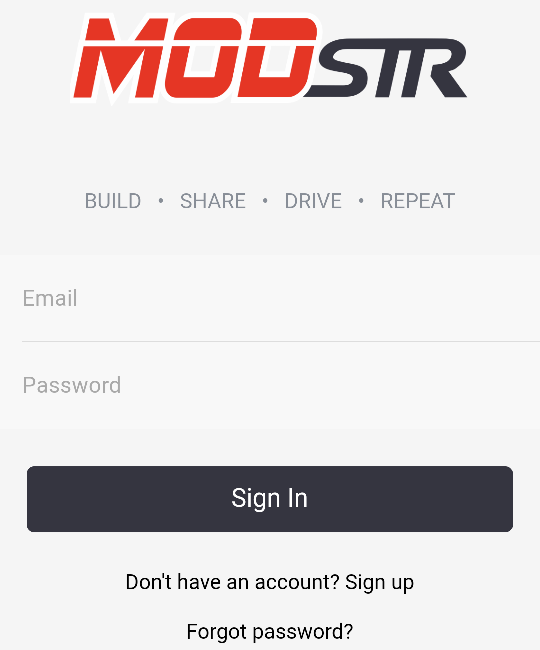 MODSTR
BUILD • SHARE • DRIVE • REPEAT
Email
Password
Sign In
Don't have an account? Sign up
Forgot password?